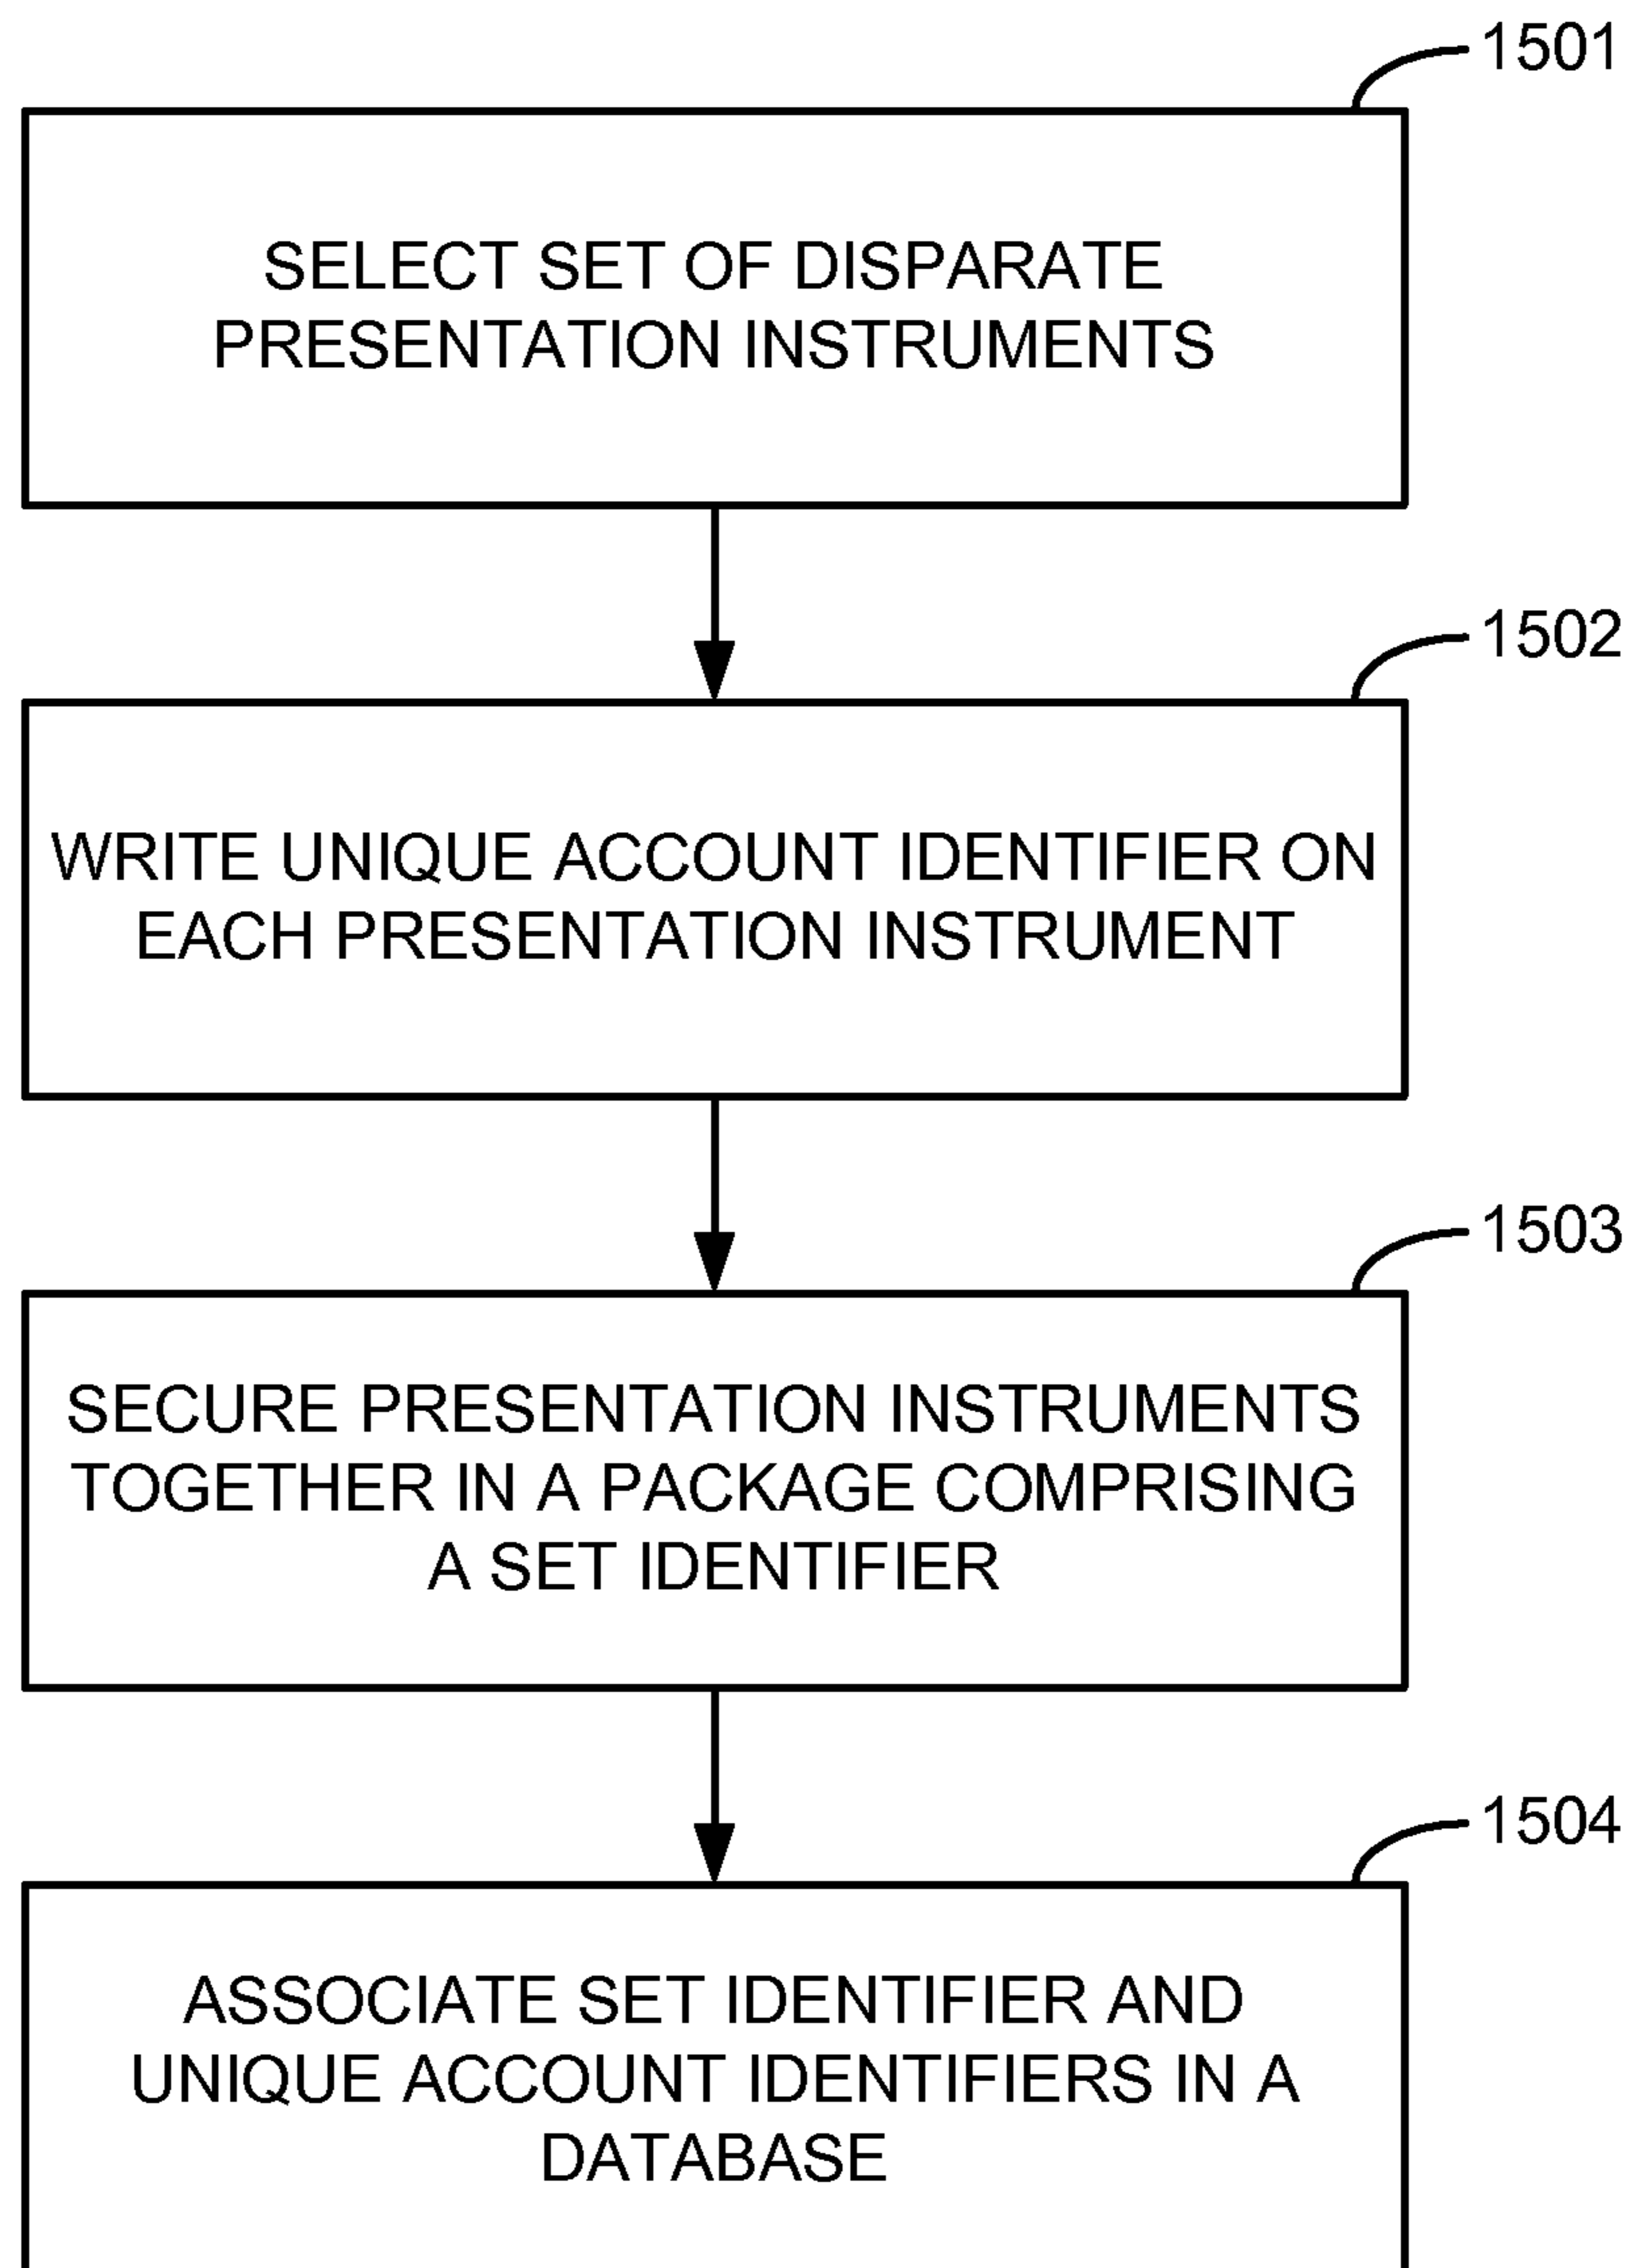 1501
SELECT SET OF DISPARATE
PRESENTATION INSTRUMENTS
1502
WRITE UNIQUE ACCOUNT IDENTIFIER ON
EACH PRESENTATION INSTRUMENT
1503
SECURE PRESENTATION INSTRUMENTS
TOGETHER IN A PACKAGE COMPRISING
A SET IDENTIFIER
1504
ASSOCIATE SET IDENTIFIER AND
UNIQUE ACCOUNT IDENTIFIERS IN A
DATABASE